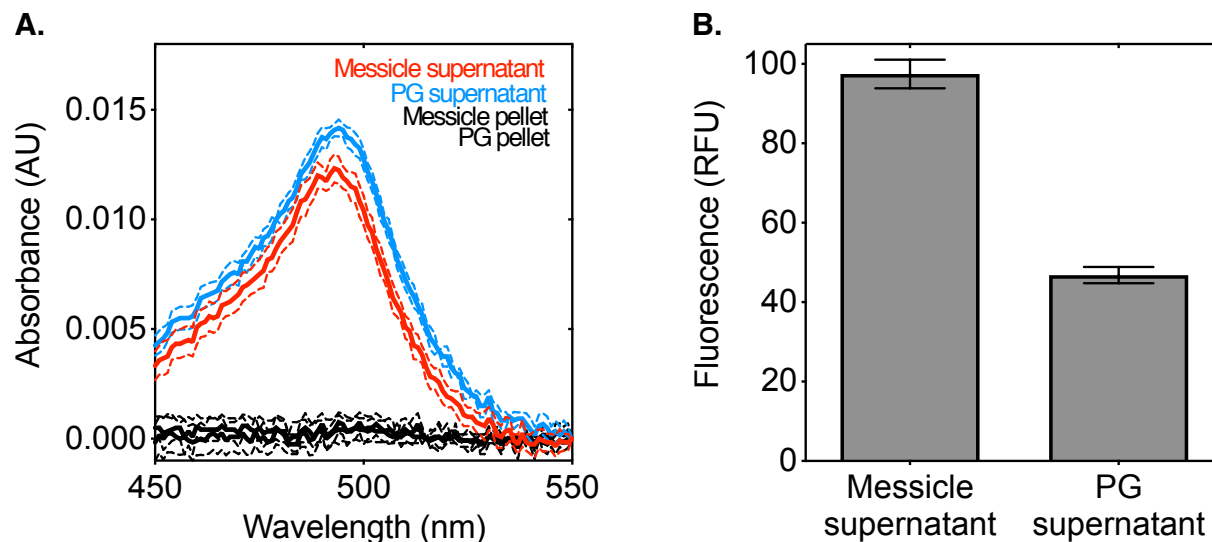 A.
Messicle supernatant
PG supernatant
Messicle pellet
PG pellet
Absorbance (AU)
0.015
0.010
0.005
0.000
450
500
550
Wavelength (nm)
B.
Fluorescence (RFU)
100
80
60
40
20
0
Messicle
supernatant
PG
supernatant